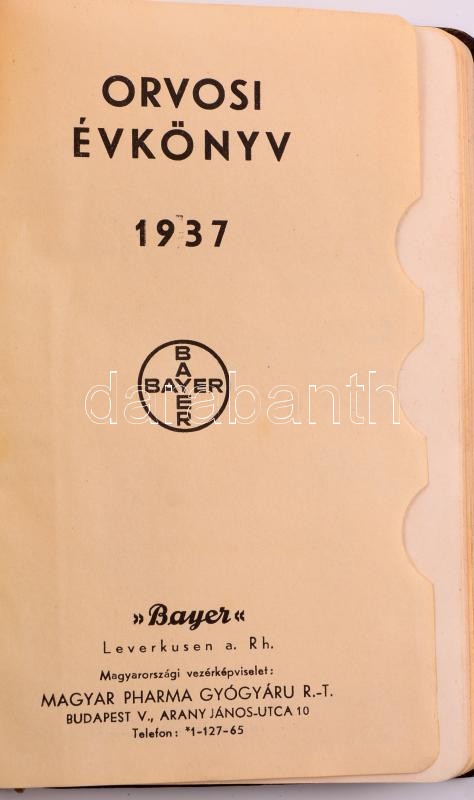 ORVOSI
ÉVKÖNYV
1937
BAYER
BAYER
darabanth
»Bayer«
Leverkusen a. Rh.
Magyarországi vezérképviselet:
MAGYAR PHARMA GYÓGYÁRU R.-T.
BUDAPEST V., ARANY JÁNOS-UTCA 10
Telefon: *1-127-65